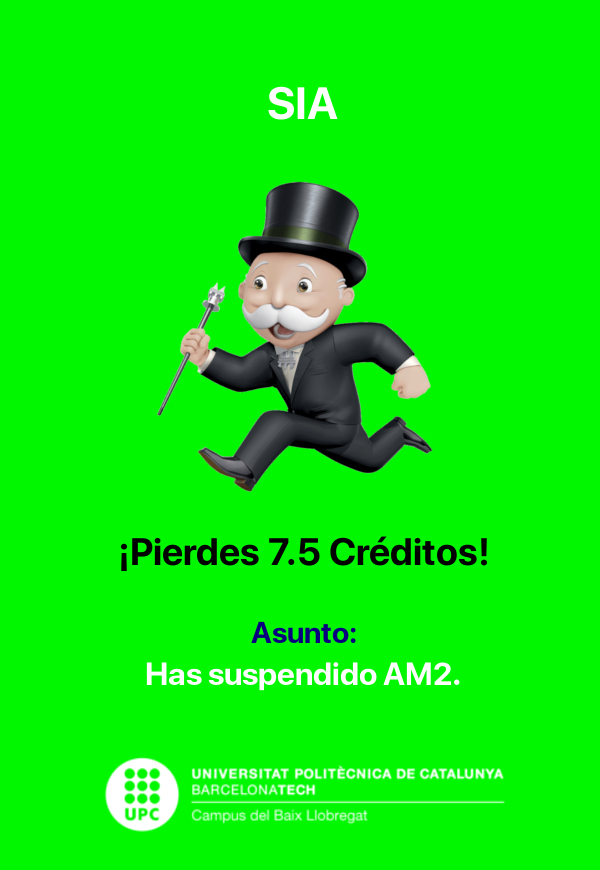 SIA
¡Pierdes 7.5 Créditos!
Asunto:
Has suspendido AM2.
UNIVERSITAT POLITÈCNICA DE CATALUNYA
BARCELONATECH
UPC
Campus del Baix Llobregat